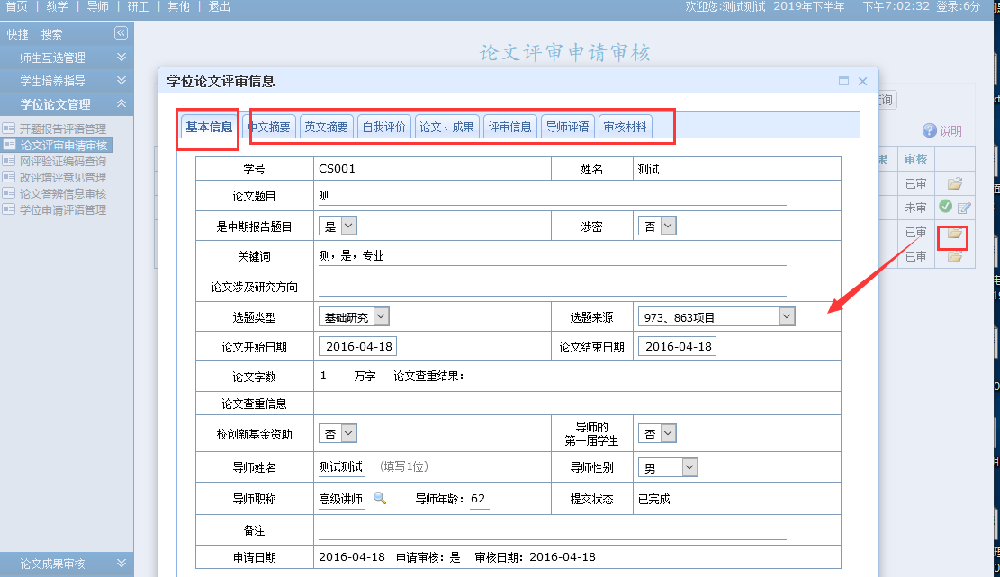 首页 | 教学 | 导师 | 研工 | 其他 | 退出
欢迎您:测试测试 2019年下半年 下午7:02:32 登录:6分
快捷 搜索
师生互选管理
学生培养指导
学位论文管理
开题报告评语管理
论文评审申请审核
网评验证编码查询
改评增评意见管理
论文答辨信息审核
学位申请评语管理
论文成果审核
论文评审申请审核
说明
审核
已审
未审
已审
已审
学位论文评审信息
基本信息 中文摘要 英文摘要 自我评价 论文、成果 评审信息 导师评语 审核材料
学号 CS001 姓名 测试
论文题目 测
是中期报告题目 是 涉密 否
关键词 测，是，专业
论文涉及研究方向
选题类型 基础研究 选题来源 973、863项目
论文开始日期 2016-04-18 论文结束日期 2016-04-18
论文字数 1 万字 论文查重结果：
论文查重信息
校创新基金资助 否 导师的
第一届学生 否
导师姓名 测试测试 （填写1位） 导师性别 男
导师职称 高级讲师 导师年龄：62 提交状态 已完成
备注
申请日期 2016-04-18 申请审核：是 审核日期：2016-04-18